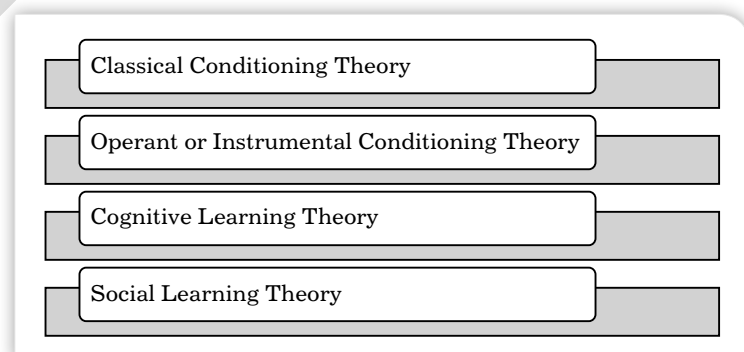 Classical Conditioning Theory
Operant or Instrumental Conditioning Theory
Cognitive Learning Theory
Social Learning Theory